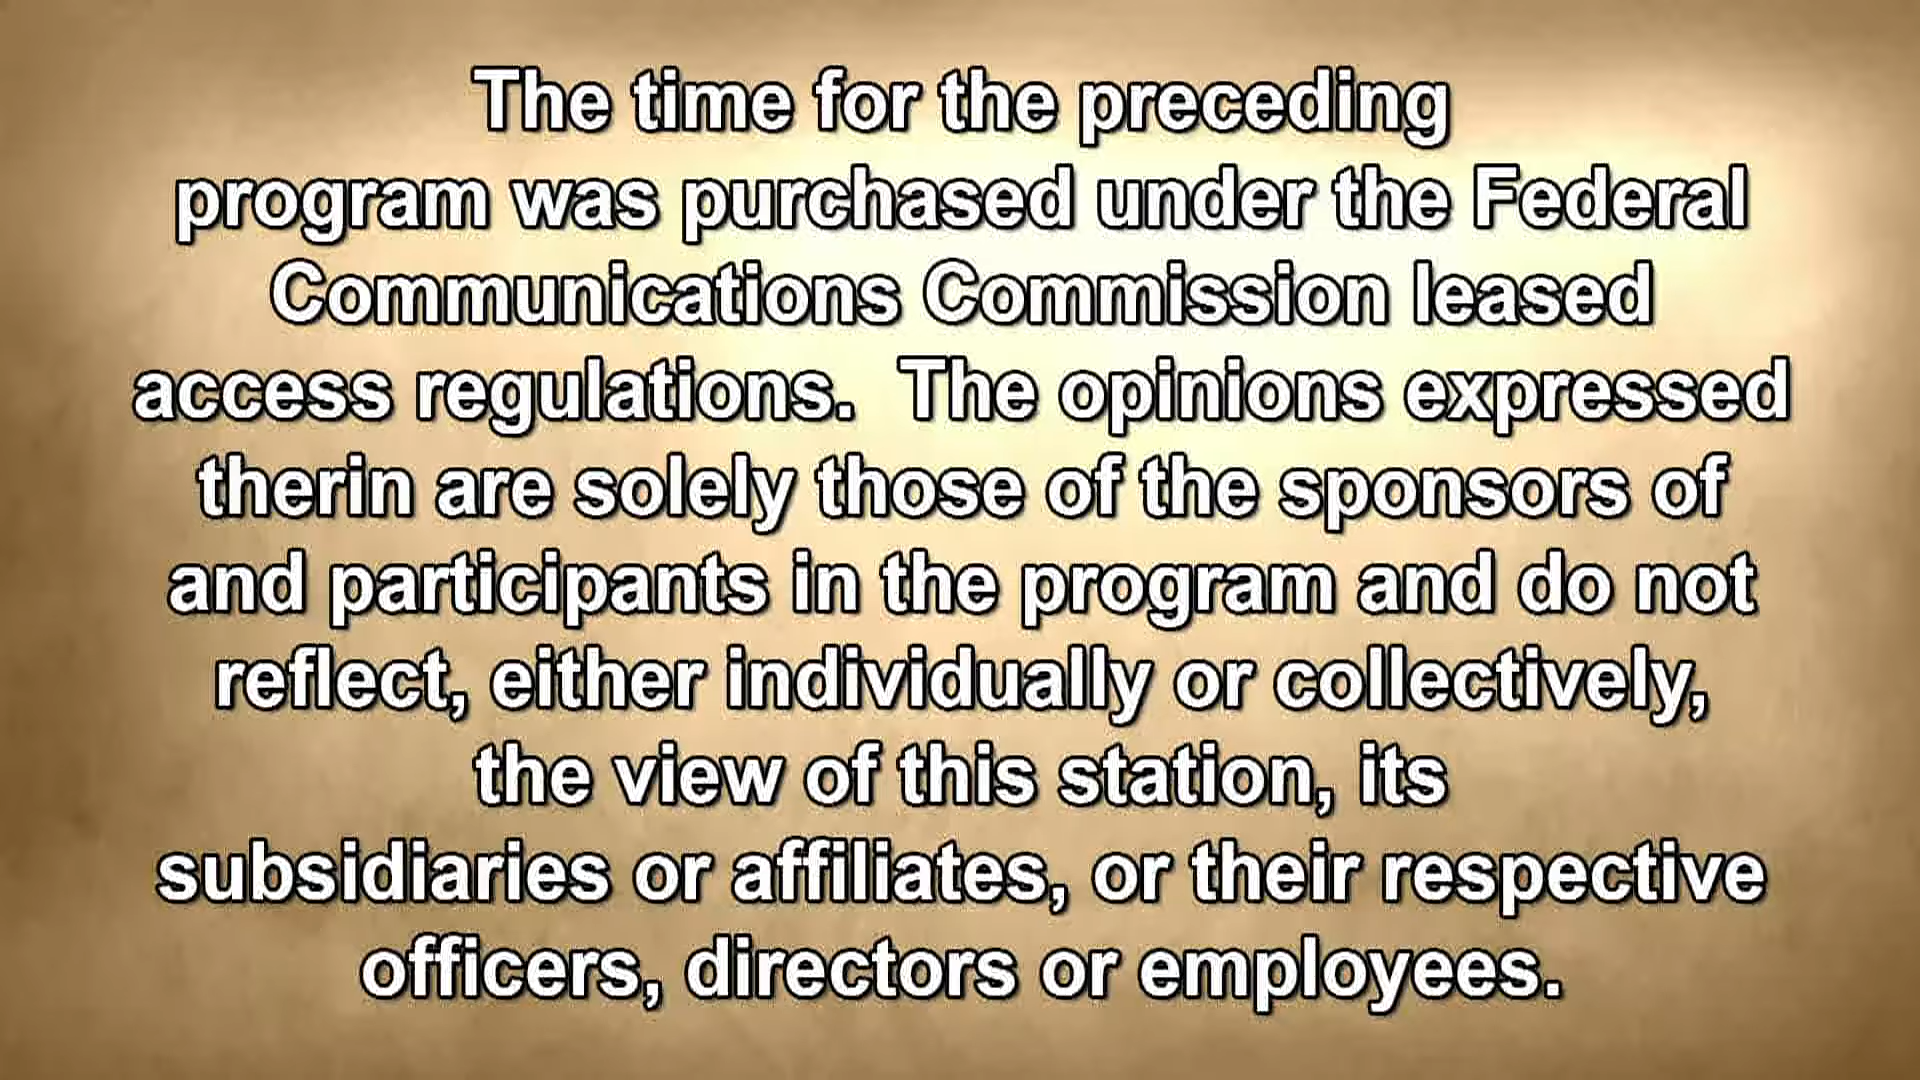 The time for the preceding
program was purchased under the Federal
Communications Commission leased
access regulations.  The opinions expressed
therin are solely those of the sponsors of
and participants in the program and do not
reflect, either individually or collectively,
the view of this station, its
subsidiaries or affiliates, or their respective
officers, directors or employees.